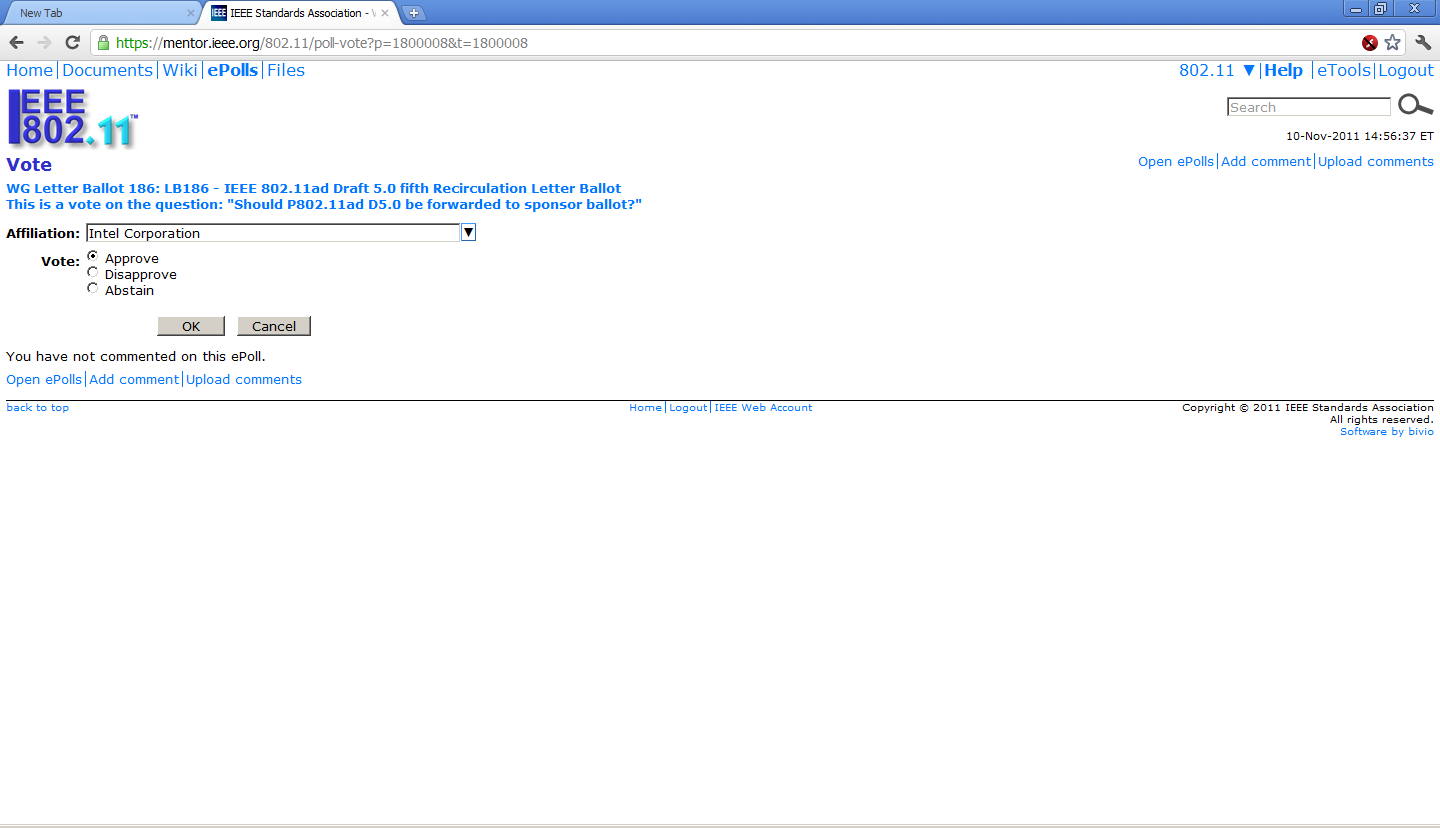 New Tab
IEEE IEEE Standards Association -
https://mentor.ieee.org/802.11/poll-vote?p=1800008&t=1800008
Home Documents Wiki ePolls Files
802.11 ▼ Help eTools Logout
IEEE
802.11™
Search
10-Nov-2011 14:56:37 ET
Vote
Open ePolls Add comment Upload comments
WG Letter Ballot 186: LB186 - IEEE 802.11ad Draft 5.0 fifth Recirculation Letter Ballot
This is a vote on the question: "Should P802.11ad D5.0 be forwarded to sponsor ballot?"
Affiliation: Intel Corporation ▼
Vote: Approve
Disapprove
Abstain
OK Cancel
You have not commented on this ePoll.
Open ePolls Add comment Upload comments
back to top
Home Logout IEEE Web Account
Copyright © 2011 IEEE Standards Association
All rights reserved.
Software by bivio